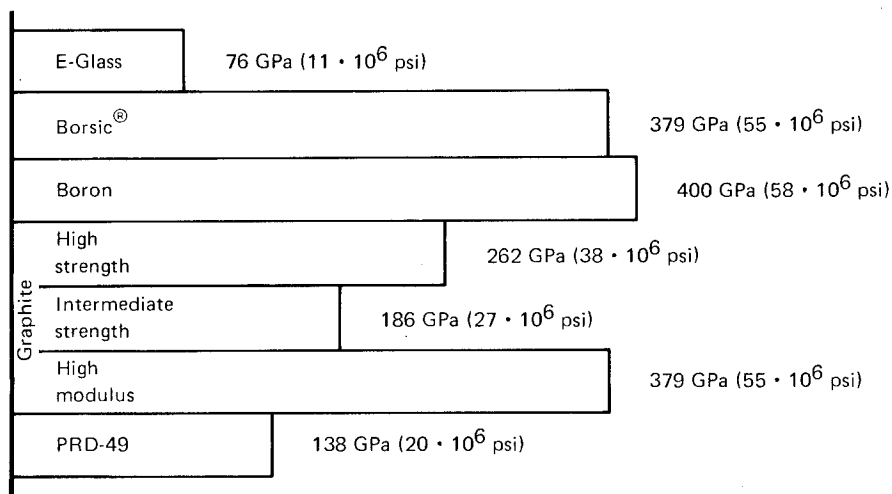 E-Glass
76 GPa (11 • 10⁶ psi)
Borsic®
379 GPa (55 • 10⁶ psi)
Boron
400 GPa (58 • 10⁶ psi)
Graphite
High
strength
262 GPa (38 • 10⁶ psi)
Intermediate
strength
186 GPa (27 • 10⁶ psi)
High
modulus
379 GPa (55 • 10⁶ psi)
PRD-49
138 GPa (20 • 10⁶ psi)